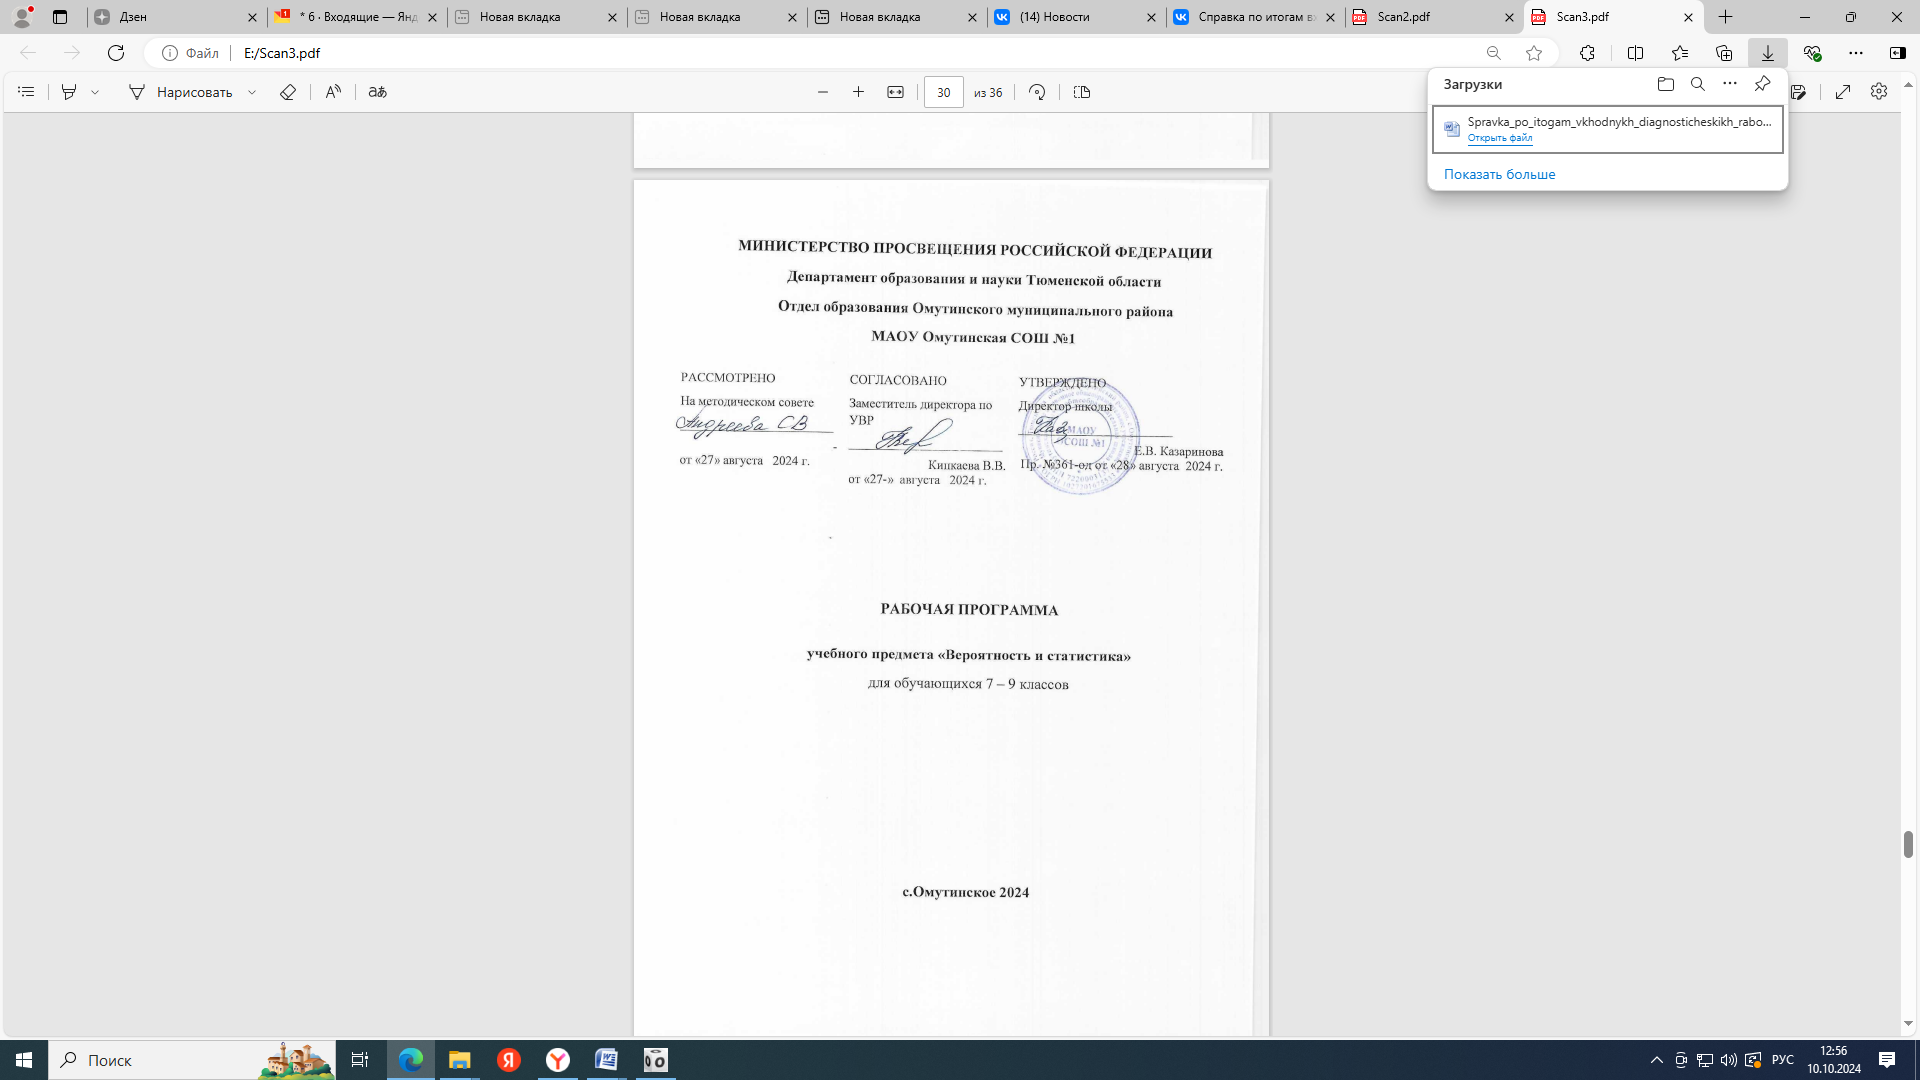 Дзен
* 6 · Входящие — Янд
Новая вкладка
Новая вкладка
Новая вкладка
(14) Новости
Справка по итогам вх
Scan2.pdf
Scan3.pdf
Файл
E:/Scan3.pdf
Нарисовать
30 из 36
Загрузки
Spravka_po_itogam_vkhodnykh_diagnosticheskikh_rabo...
Открыть файл
Показать больше
МИНИСТЕРСТВО ПРОСВЕЩЕНИЯ РОССИЙСКОЙ ФЕДЕРАЦИИ
Департамент образования и науки Тюменской области
Отдел образования Омутинского муниципального района
МАОУ Омутинская СОШ №1
РАССМОТРЕНО
На методическом совете
Андреева СВ
от «27» августа 2024 г.
СОГЛАСОВАНО
Заместитель директора по
УВР
Кипкаева В.В.
от «27-» августа 2024 г.
УТВЕРЖДЕНО
Директор школы
МАОУ
СОШ №1
Е.В. Казаринова
Пр. №361-од от «28» августа 2024 г.
РАБОЧАЯ ПРОГРАММА
учебного предмета «Вероятность и статистика»
для обучающихся 7 – 9 классов
с.Омутинское 2024
Поиск
РУС
12:56
10.10.2024